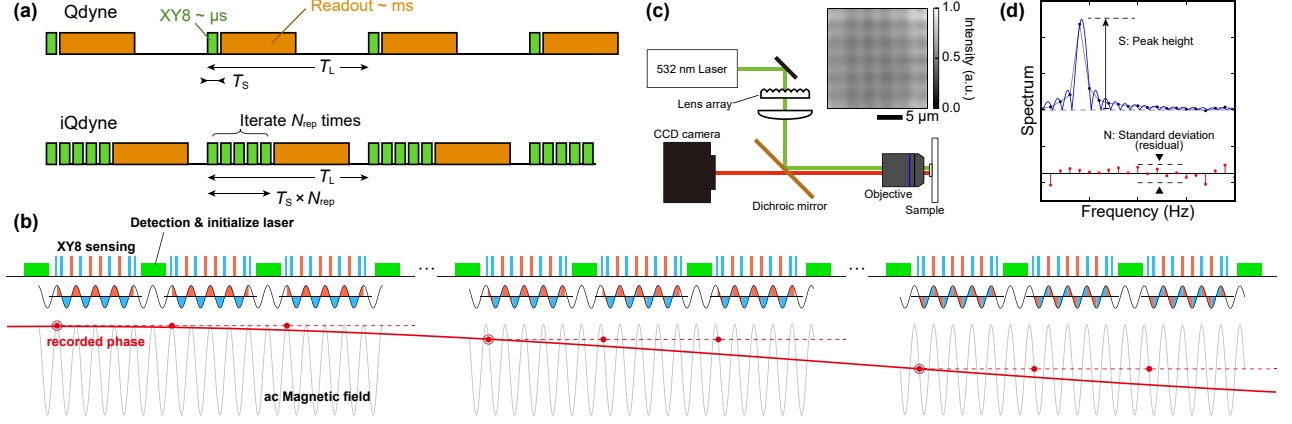 (a)
Qdyne
XY8 ~ μs
Readout ~ ms
T_S
T_L
iQdyne
Iterate N_rep times
T_L
T_S × N_rep
(b)
Detection & initialize laser
XY8 sensing
...
...
recorded phase
ac Magnetic field
(c)
532 nm Laser
Lens array
CCD camera
Dichroic mirror
Objective
Sample
5 μm
1.0
0.5
0.0
Intensity (a.u.)
(d)
S: Peak height
N: Standard deviation
(residual)
Spectrum
Frequency (Hz)